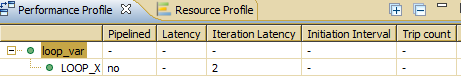 Performance Profile Resource Profile
Pipelined Latency Iteration Latency Initiation Interval Trip count
loop_var - - - - -
LOOP_X no - 2 - -